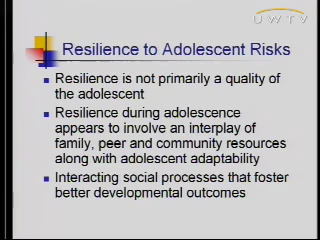 UWTV
Resilience to Adolescent Risks
Resilience is not primarily a quality of
the adolescent
Resilience during adolescence
appears to involve an interplay of
family, peer and community resources
along with adolescent adaptability
Interacting social processes that foster
better developmental outcomes